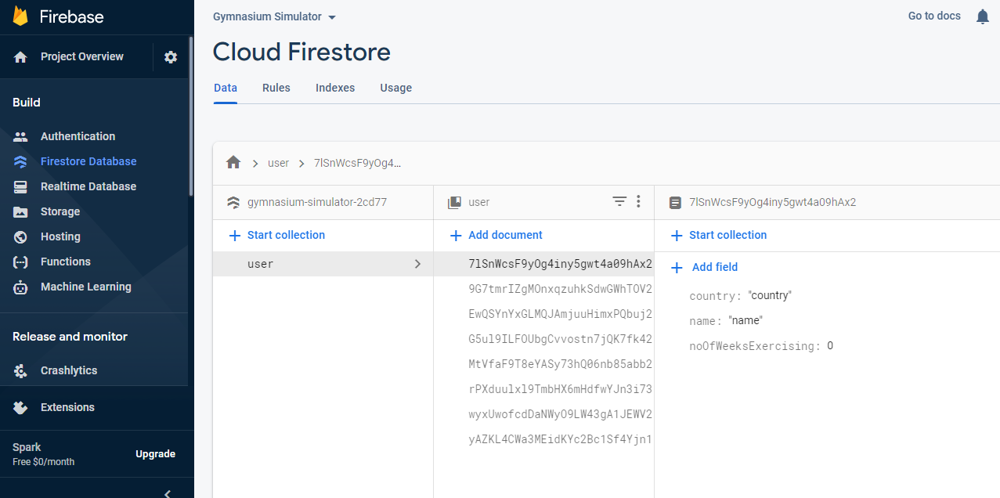 Firebase
Project Overview
Build
Authentication
Firestore Database
Realtime Database
Storage
Hosting
Functions
Machine Learning
Release and monitor
Crashlytics
Extensions
Spark
Free $0/month
Upgrade
Gymnasium Simulator
Go to docs
Cloud Firestore
Data Rules Indexes Usage
user 7lSnWcsF9yOg4...
gymnasium-simulator-2cd77
Start collection
user
user
Add document
7lSnWcsF9yOg4iny5gwt4a09hAx2
9G7tmrIZgMOnxqzuhkSdwGWhTOV2
EwQSYnYxGLMQJAmjuuHimxPQbuj2
G5ul9ILFOUbgCvvostn7jQK7fk42
MtVfaF9T8eYASy73hQ06nb85abb2
rPXduulxl9TmbHX6mHdfwYJn3i73
wyxUwofcdDaNWyO9LW43gA1JEWV2
yAZKL4CWa3MEidKYc2Bc1Sf4Yjn1
7lSnWcsF9yOg4iny5gwt4a09hAx2
Start collection
Add field
country: "country"
name: "name"
noOfWeeksExercising: 0